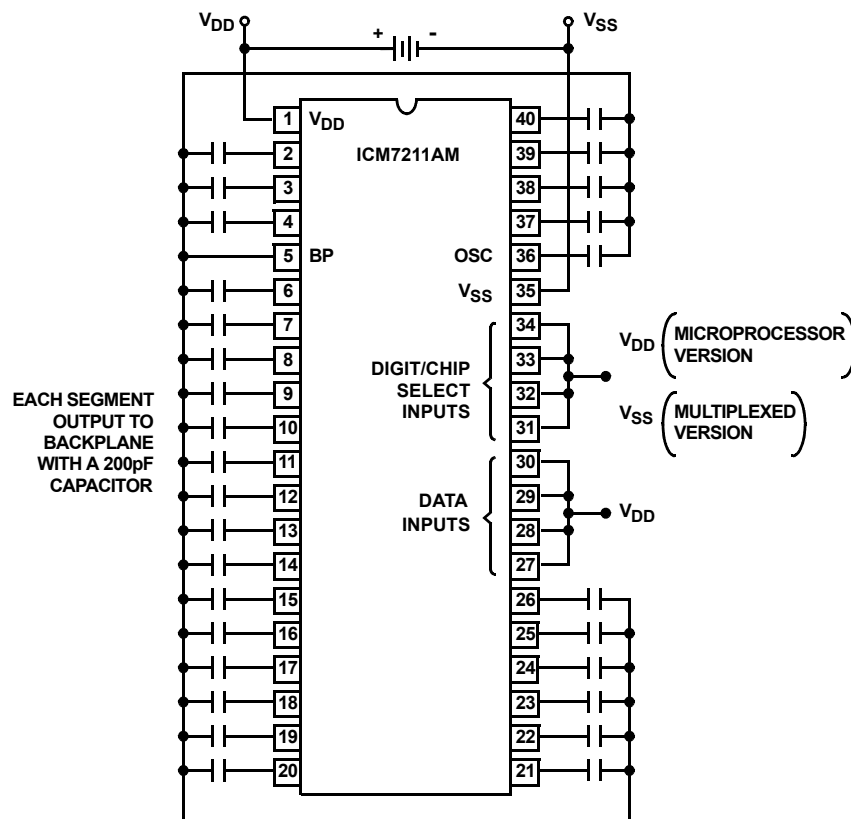 VDD
+ -
VSS
1 VDD
40
ICM7211AM
2
39
3
38
4
37
5 BP
OSC 36
6
VSS 35
7
34
8
33
9
32
10
31
11
30
12
29
13
28
14
27
15
26
16
25
17
24
18
23
19
22
20
21
DIGIT/CHIP
SELECT
INPUTS
DATA
INPUTS
EACH SEGMENT
OUTPUT TO
BACKPLANE
WITH A 200pF
CAPACITOR
VDD (MICROPROCESSOR
VERSION)
VSS (MULTIPLEXED
VERSION)
VDD